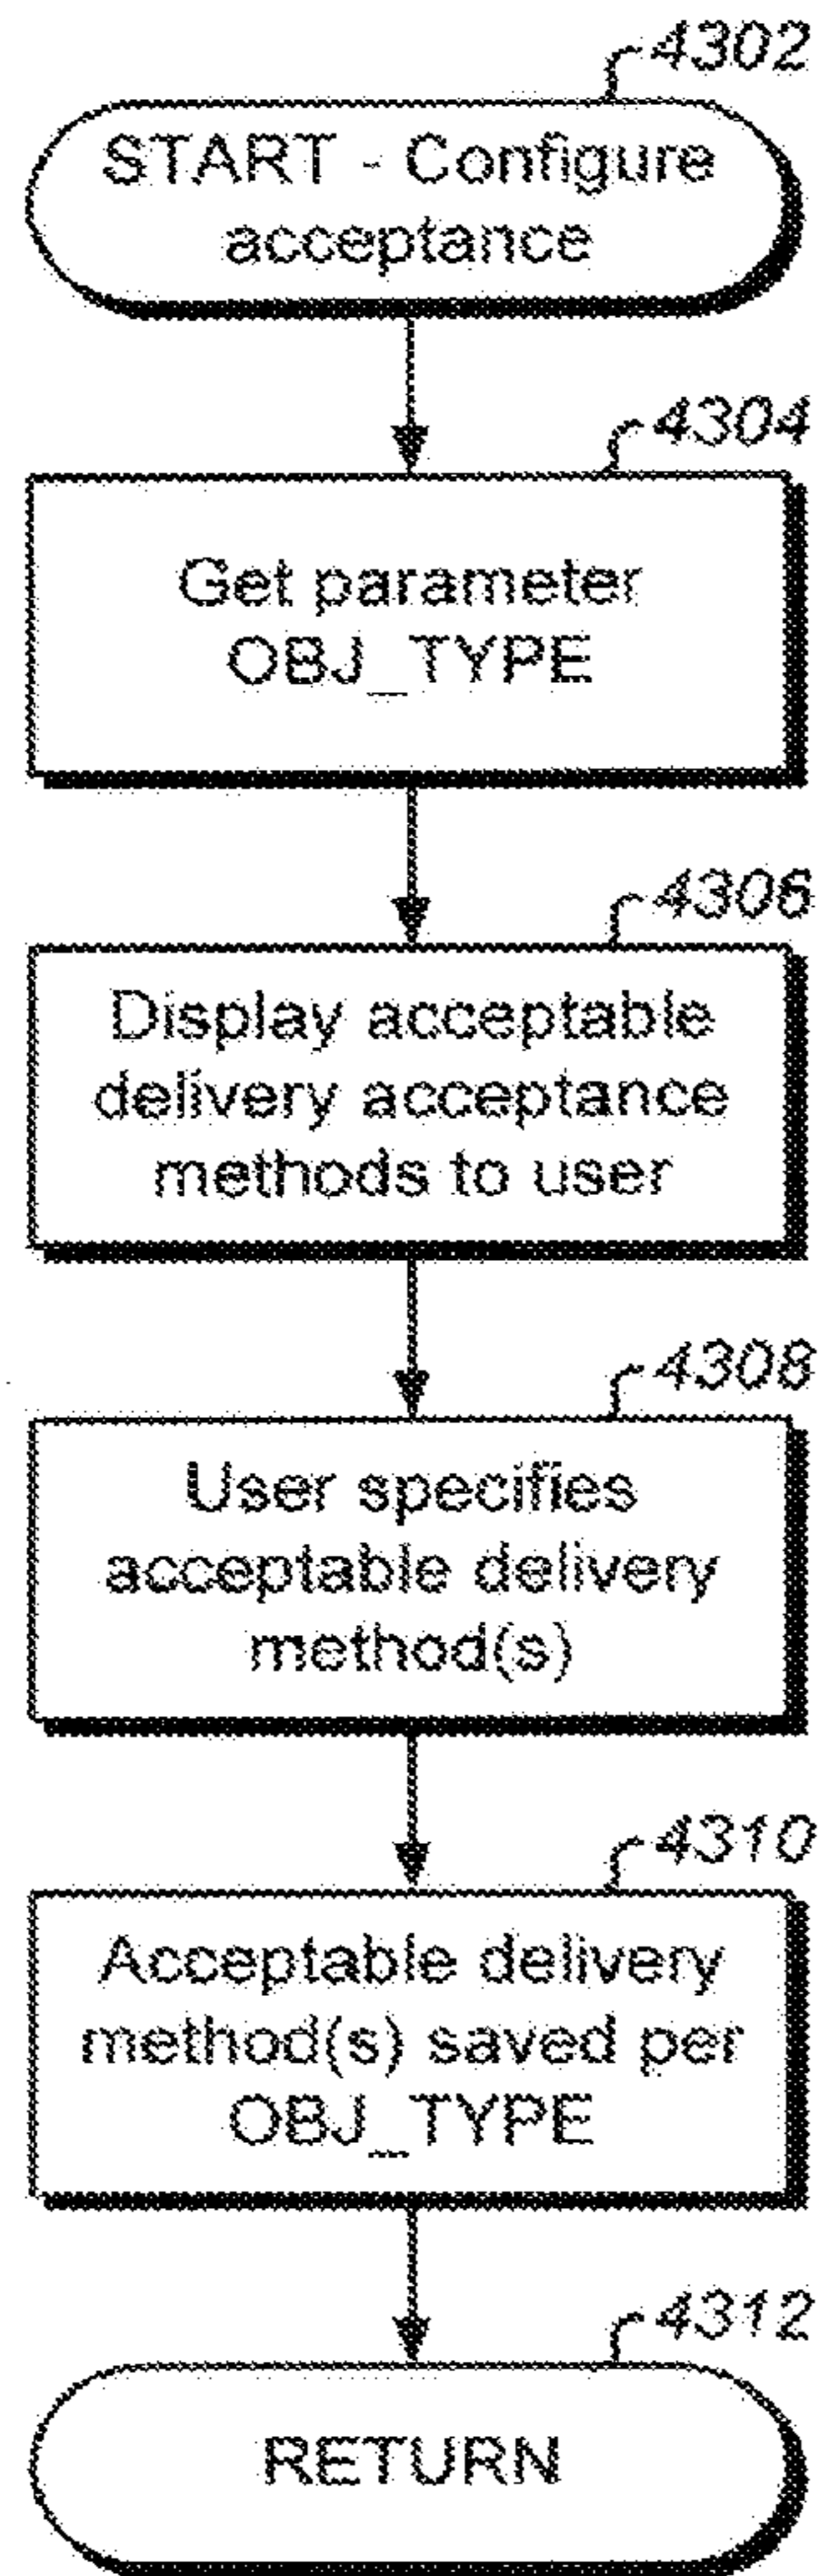 4302
START - Configure
acceptance
4304
Get parameter
OBJ_TYPE
4306
Display acceptable
delivery acceptance
methods to user
4308
User specifies
acceptable delivery
method(s)
4310
Acceptable delivery
method(s) saved per
OBJ_TYPE
4312
RETURN